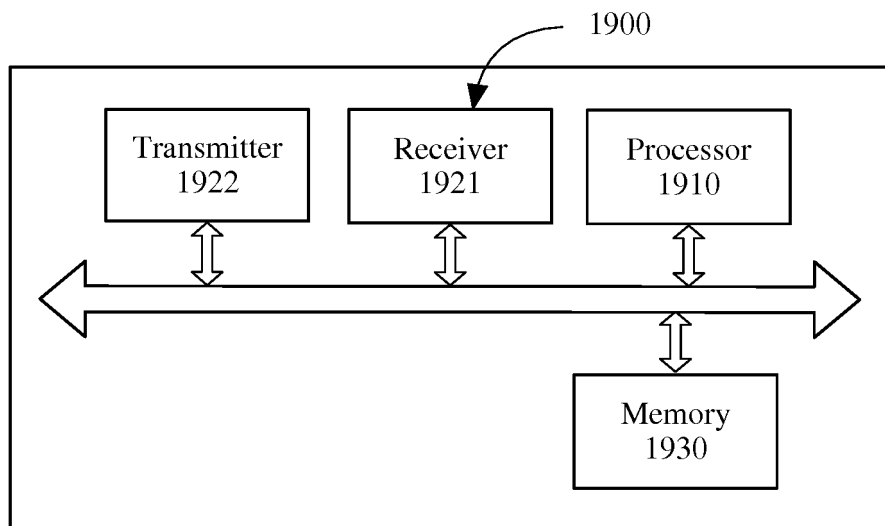 1900
Transmitter
1922
Receiver
1921
Processor
1910
Memory
1930